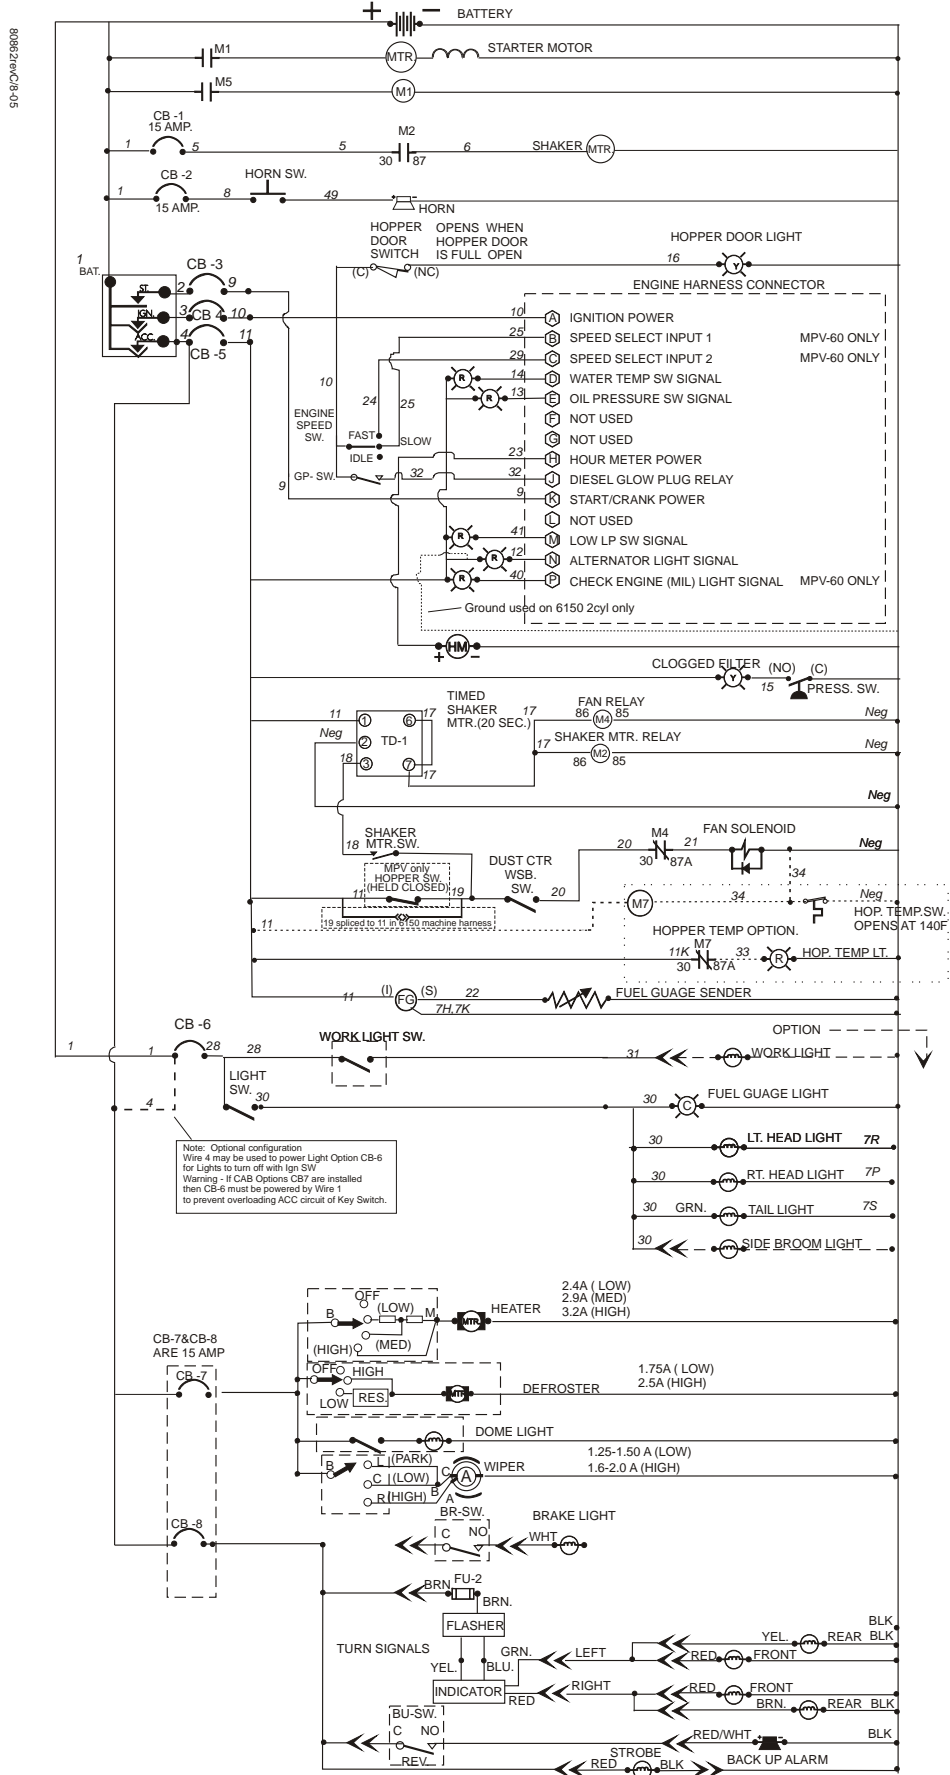 BATTERY
+ −
80862revC/8-05
M1
MTR.
STARTER MOTOR
M5
M1
CB -1
15 AMP.
1
5
5
M2
30
87
6
SHAKER
MTR.
CB -2
15 AMP.
1
8
HORN SW.
49
+ -
HORN
HOPPER
DOOR
SWITCH
OPENS WHEN
HOPPER DOOR
IS FULL OPEN
(C)
(NC)
16
HOPPER DOOR LIGHT
Y
1
BAT.
ST.
IGN.
ACC.
2
CB -3
9
3
CB 4
10
4
CB -5
11
ENGINE HARNESS CONNECTOR
10 A IGNITION POWER
25 B SPEED SELECT INPUT 1 MPV-60 ONLY
29 C SPEED SELECT INPUT 2 MPV-60 ONLY
R 14 D WATER TEMP SW SIGNAL
R 13 E OIL PRESSURE SW SIGNAL
F NOT USED
G NOT USED
23 H HOUR METER POWER
32 J DIESEL GLOW PLUG RELAY
9 K START/CRANK POWER
L NOT USED
R 41 M LOW LP SW SIGNAL
R 12 N ALTERNATOR LIGHT SIGNAL
R 40 P CHECK ENGINE (MIL) LIGHT SIGNAL MPV-60 ONLY
10
24
25
ENGINE
SPEED
SW.
FAST
SLOW
IDLE
GP- SW.
32
9
Ground used on 6150 2cyl only
+ HM −
CLOGGED FILTER
Y
15
(NO)
(C)
PRESS. SW.
TIMED
SHAKER
MTR.(20 SEC.)
11
1
6
17
Neg
2
TD-1
18
3
7
17
17
FAN RELAY
86
M4
85
Neg
17
SHAKER MTR. RELAY
M2
86
85
Neg
Neg
18
SHAKER
MTR.SW.
MPV only
HOPPER SW.
(HELD CLOSED)
11
19
19 spliced to 11 in 6150 machine harness
11
DUST CTR
WSB.
SW.
20
20
M4
30
87A
21
FAN SOLENOID
Neg
34
M7
34
Neg
HOP. TEMP.SW.
OPENS AT 140F
HOPPER TEMP OPTION.
11K
M7
30
87A
33
R
HOP. TEMP LT.
11
(I)
FG
(S)
22
7H,7K
FUEL GUAGE SENDER
OPTION
1
1
CB -6
28
28
WORK LIGHT SW.
31
WORK LIGHT
LIGHT
SW.
30
4
30
C
FUEL GUAGE LIGHT
30
LT. HEAD LIGHT
7R
30
RT. HEAD LIGHT
7P
30
GRN.
TAIL LIGHT
7S
30
SIDE BROOM LIGHT
Note: Optional configuration
Wire 4 may be used to power Light Option CB-6
for Lights to turn off with Ign SW
Warning - If CAB Options CB7 are installed
then CB-6 must be powered by Wire 1
to prevent overloading ACC circuit of Key Switch.
OFF
B
(LOW)
M
(MED)
(HIGH)
MTR.
HEATER
2.4A ( LOW)
2.9A (MED)
3.2A (HIGH)
CB-7&CB-8
ARE 15 AMP
CB -7
OFF
HIGH
LOW
RES.
MTR
DEFROSTER
1.75A ( LOW)
2.5A (HIGH)
DOME LIGHT
B
L (PARK)
C (LOW)
R (HIGH)
C
B
A
A
WIPER
1.25-1.50 A (LOW)
1.6-2.0 A (HIGH)
CB -8
BR-SW.
C
NO
WHT
BRAKE LIGHT
BRN
FU-2
BRN.
FLASHER
TURN SIGNALS
YEL.
BLU.
INDICATOR
GRN.
LEFT
RED
RIGHT
BLK
YEL.
REAR BLK
RED
FRONT
RED
FRONT
BRN.
REAR BLK
BU-SW.
C
NO
REV.
RED/WHT
+ -
BLK
BACK UP ALARM
RED
STROBE
BLK